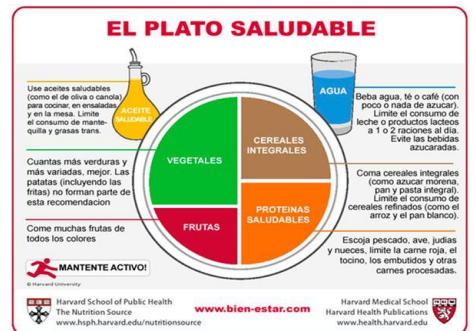 EL PLATO SALUDABLE
Use aceites saludables
(como el de oliva o canola)
para cocinar, en ensaladas
y en la mesa. Limite
el consumo de mante-
quilla y grasas trans.
ACEITE
SALUDABLE
AGUA
Beba agua, té o café (con
poco o nada de azucar).
Limite el consumo de
leche o productos lacteos
a 1 o 2 raciones al día.
Evite las bebidas
azucaradas.
VEGETALES
CEREALES
INTEGRALES
FRUTAS
PROTEINAS
SALUDABLES
Cuantas más verduras y
más variadas, mejor. Las
patatas (incluyendo las
fritas) no forman parte de
esta recomendacion
Coma cereales integrales
(como azucar morena,
pan y pasta integral).
Limite el consumo de
cereales refinados (como el
arroz y el pan blanco).
Come muchas frutas de
todos los colores
Escoja pescado, ave, judias
y nueces, limite la carne roja, el
tocino, los embutidos y otras
carnes procesadas.
MANTENTE ACTIVO!
© Harvard University
Harvard School of Public Health
The Nutrition Source
www.hsph.harvard.edu/nutritionsource
www.bien-estar.com
Harvard Medical School
Harvard Health Publications
www.health.harvard.edu